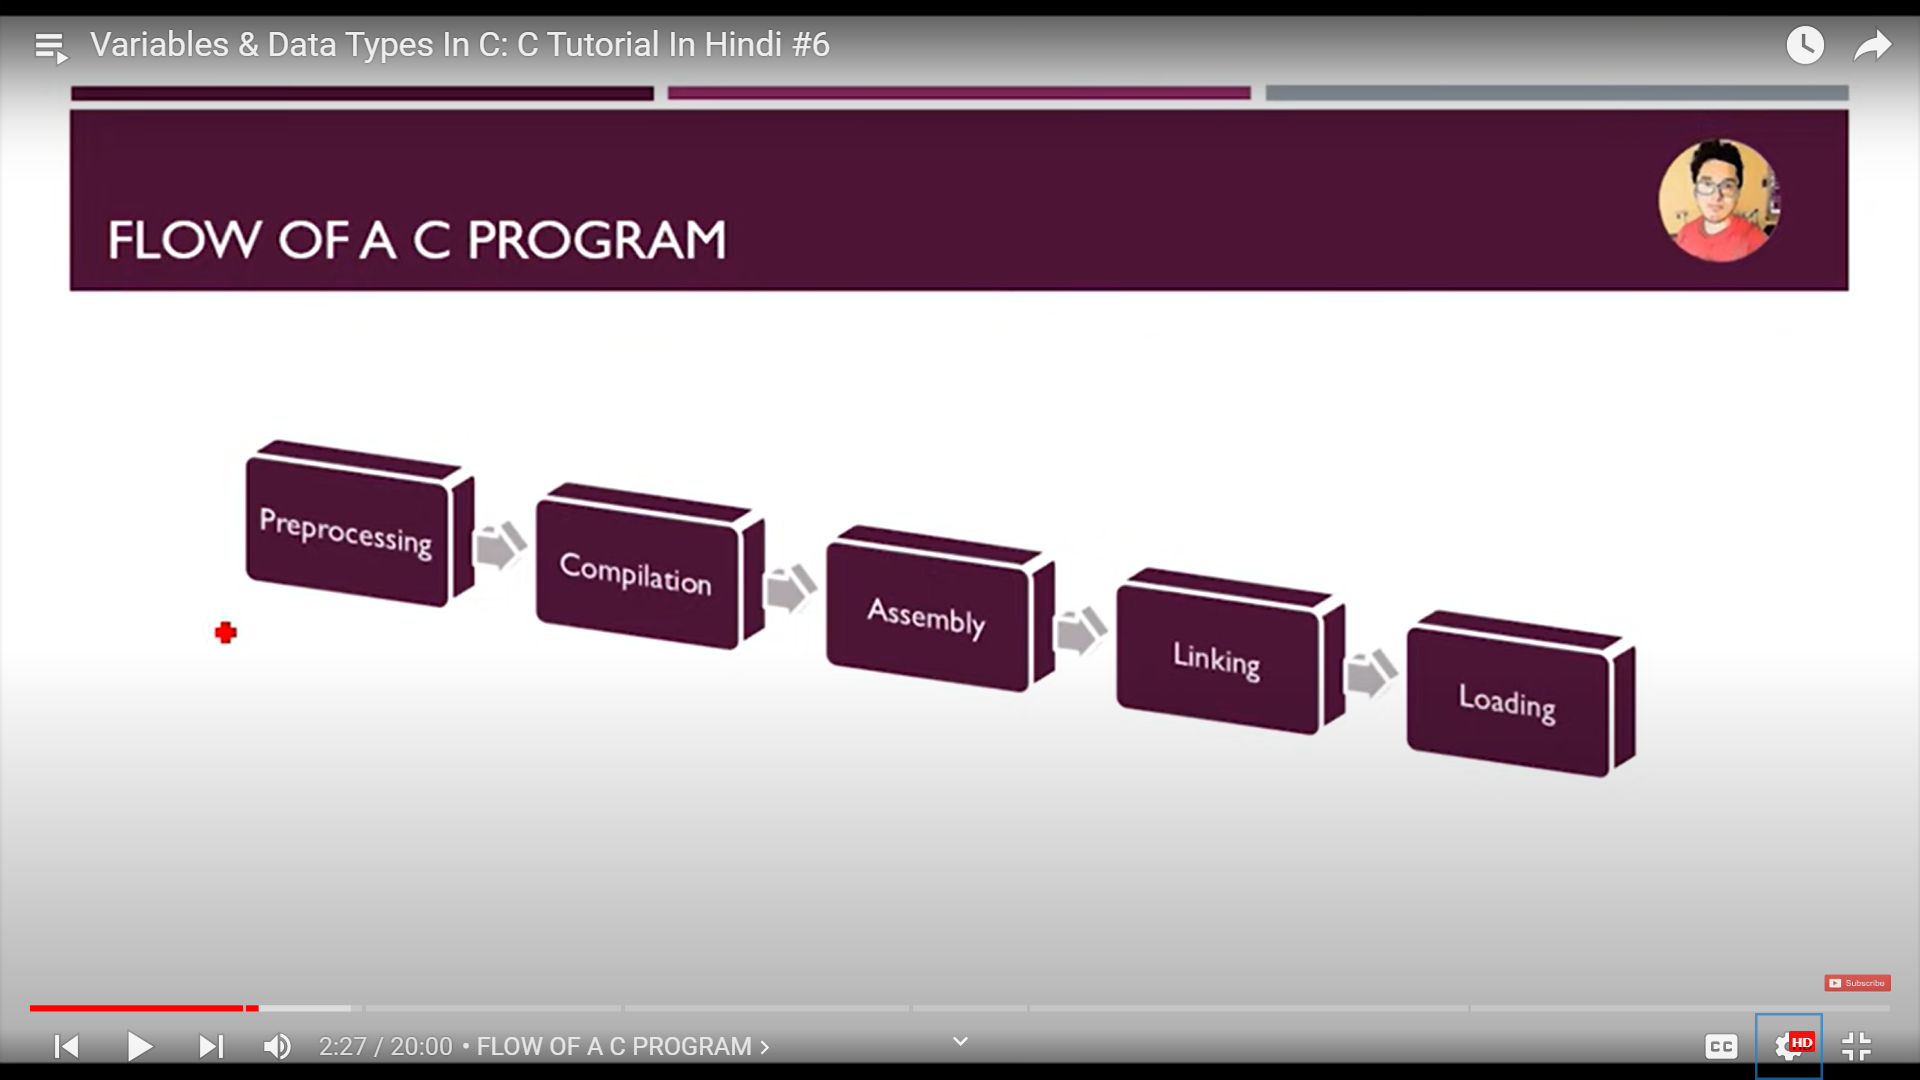 Variables & Data Types In C: C Tutorial In Hindi #6
FLOW OF A C PROGRAM
Preprocessing
Compilation
Assembly
Linking
Loading
Subscribe
2:27 / 20:00 • FLOW OF A C PROGRAM
CC
HD